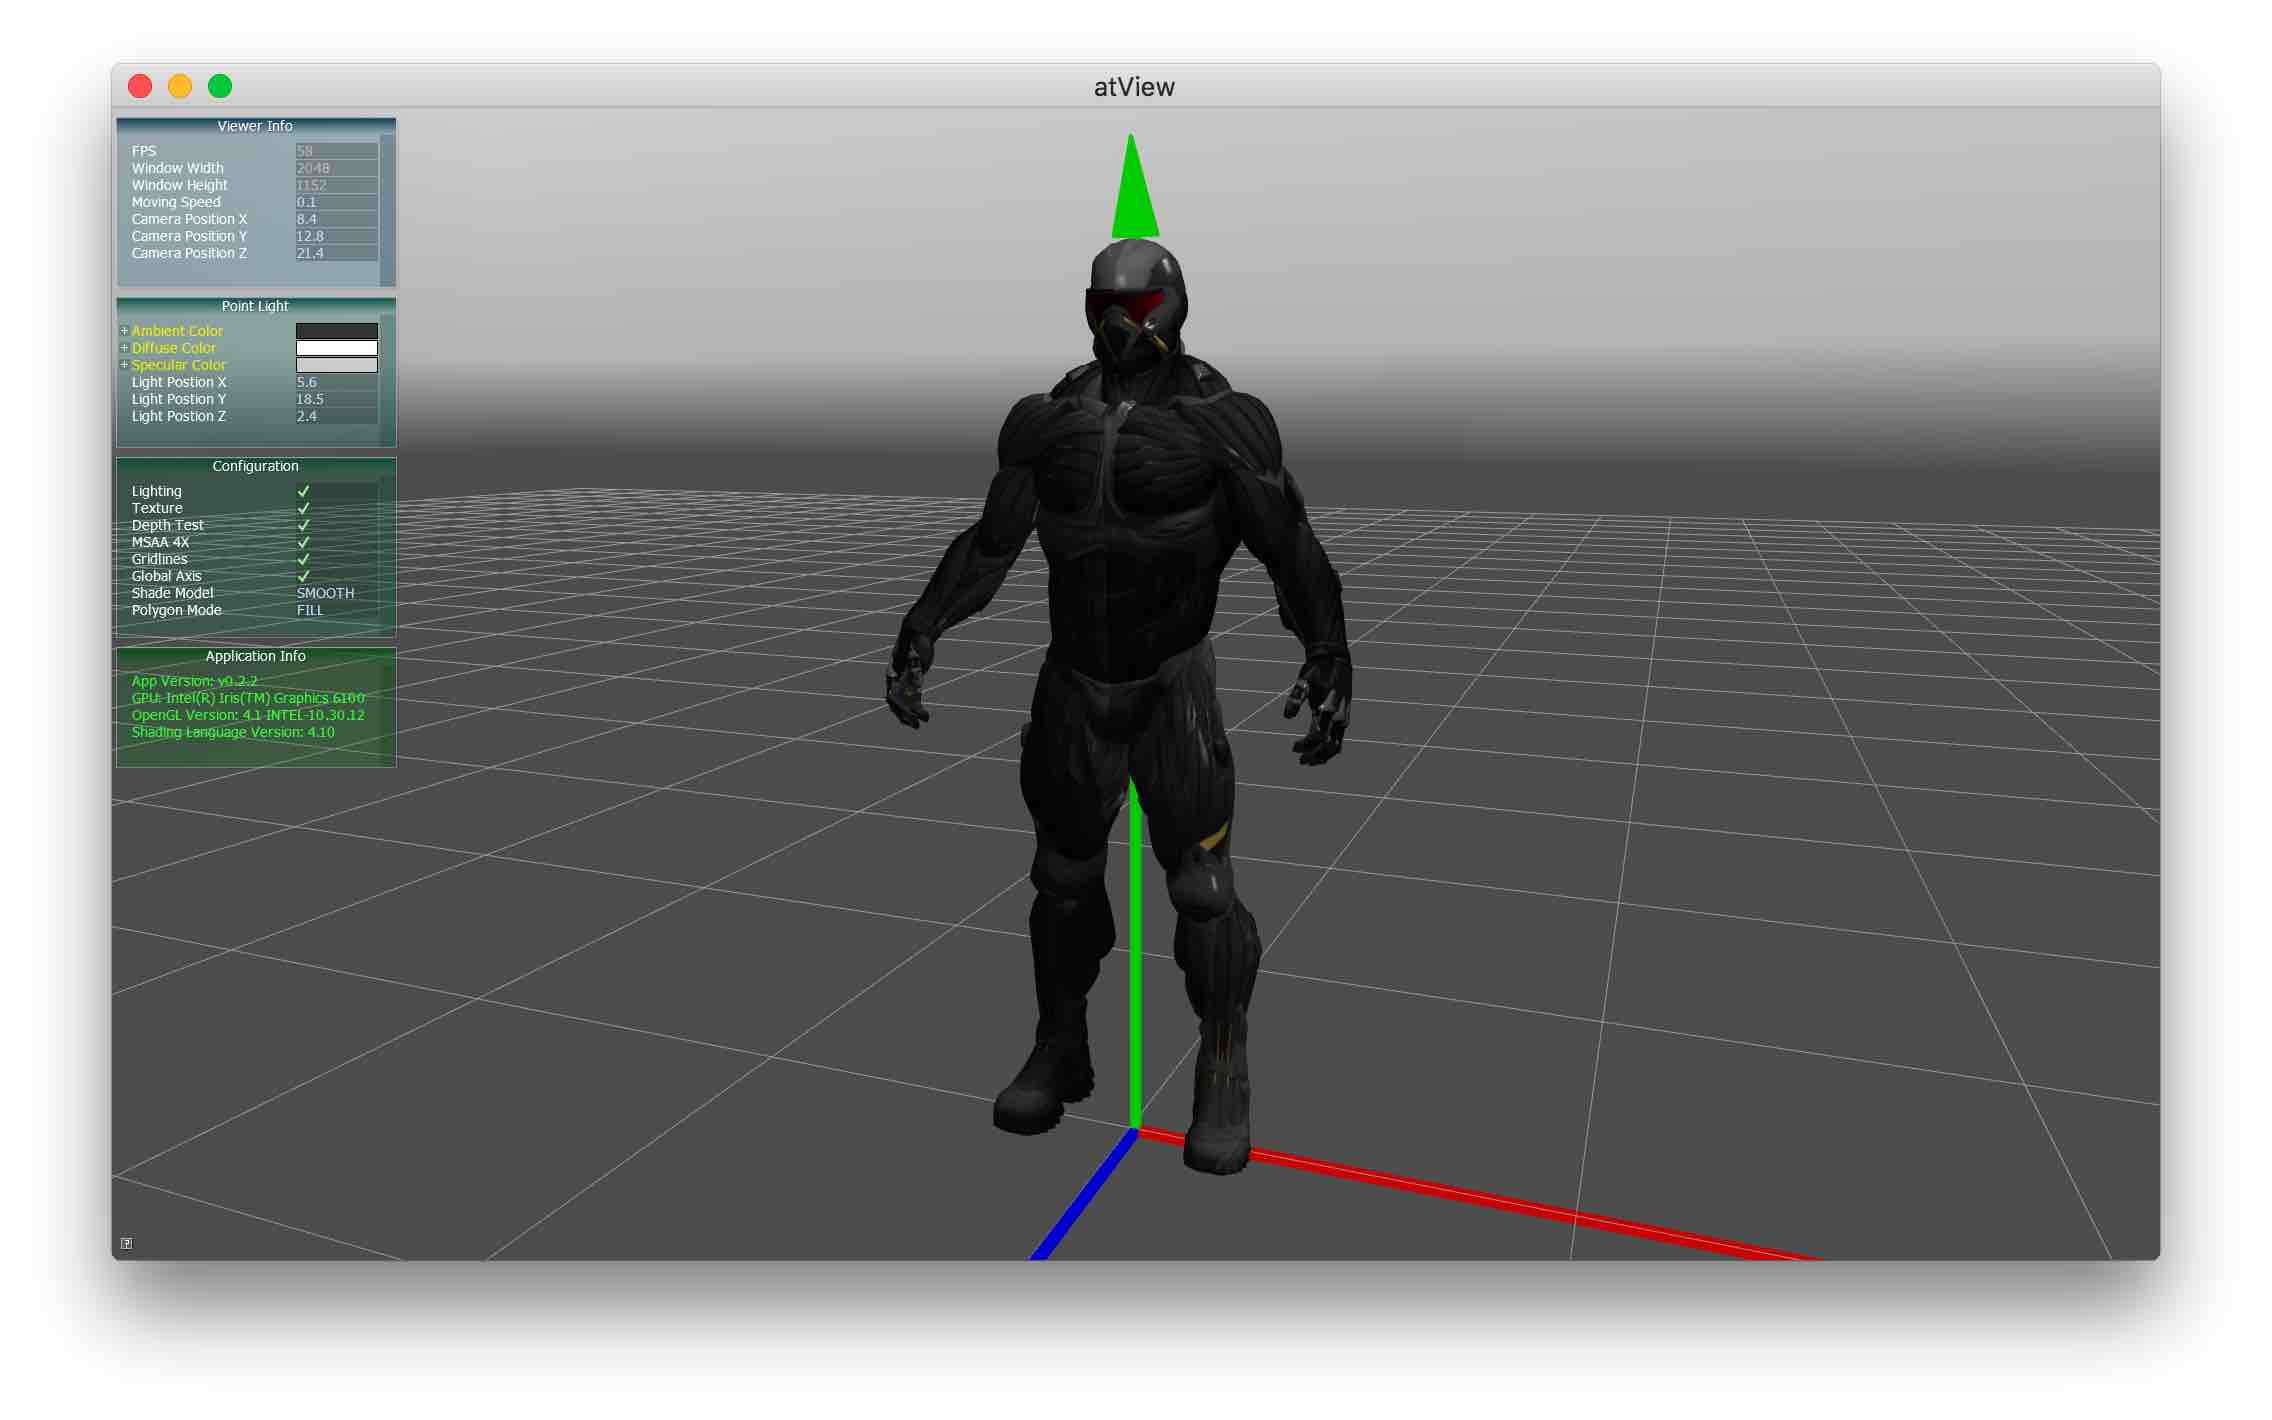 atView
Viewer Info
FPS 58
Window Width 2048
Window Height 1152
Moving Speed 0.1
Camera Position X 8.4
Camera Position Y 12.8
Camera Position Z 21.4
Point Light
+ Ambient Color
+ Diffuse Color
+ Specular Color
Light Postion X 5.6
Light Postion Y 18.5
Light Postion Z 2.4
Configuration
Lighting ✓
Texture ✓
Depth Test ✓
MSAA 4X ✓
Gridlines ✓
Global Axis ✓
Shade Model SMOOTH
Polygon Mode FILL
Application Info
App Version: v0.2.2
GPU: Intel(R) Iris(TM) Graphics 6100
OpenGL Version: 4.1 INTEL-10.30.12
Shading Language Version: 4.10
?